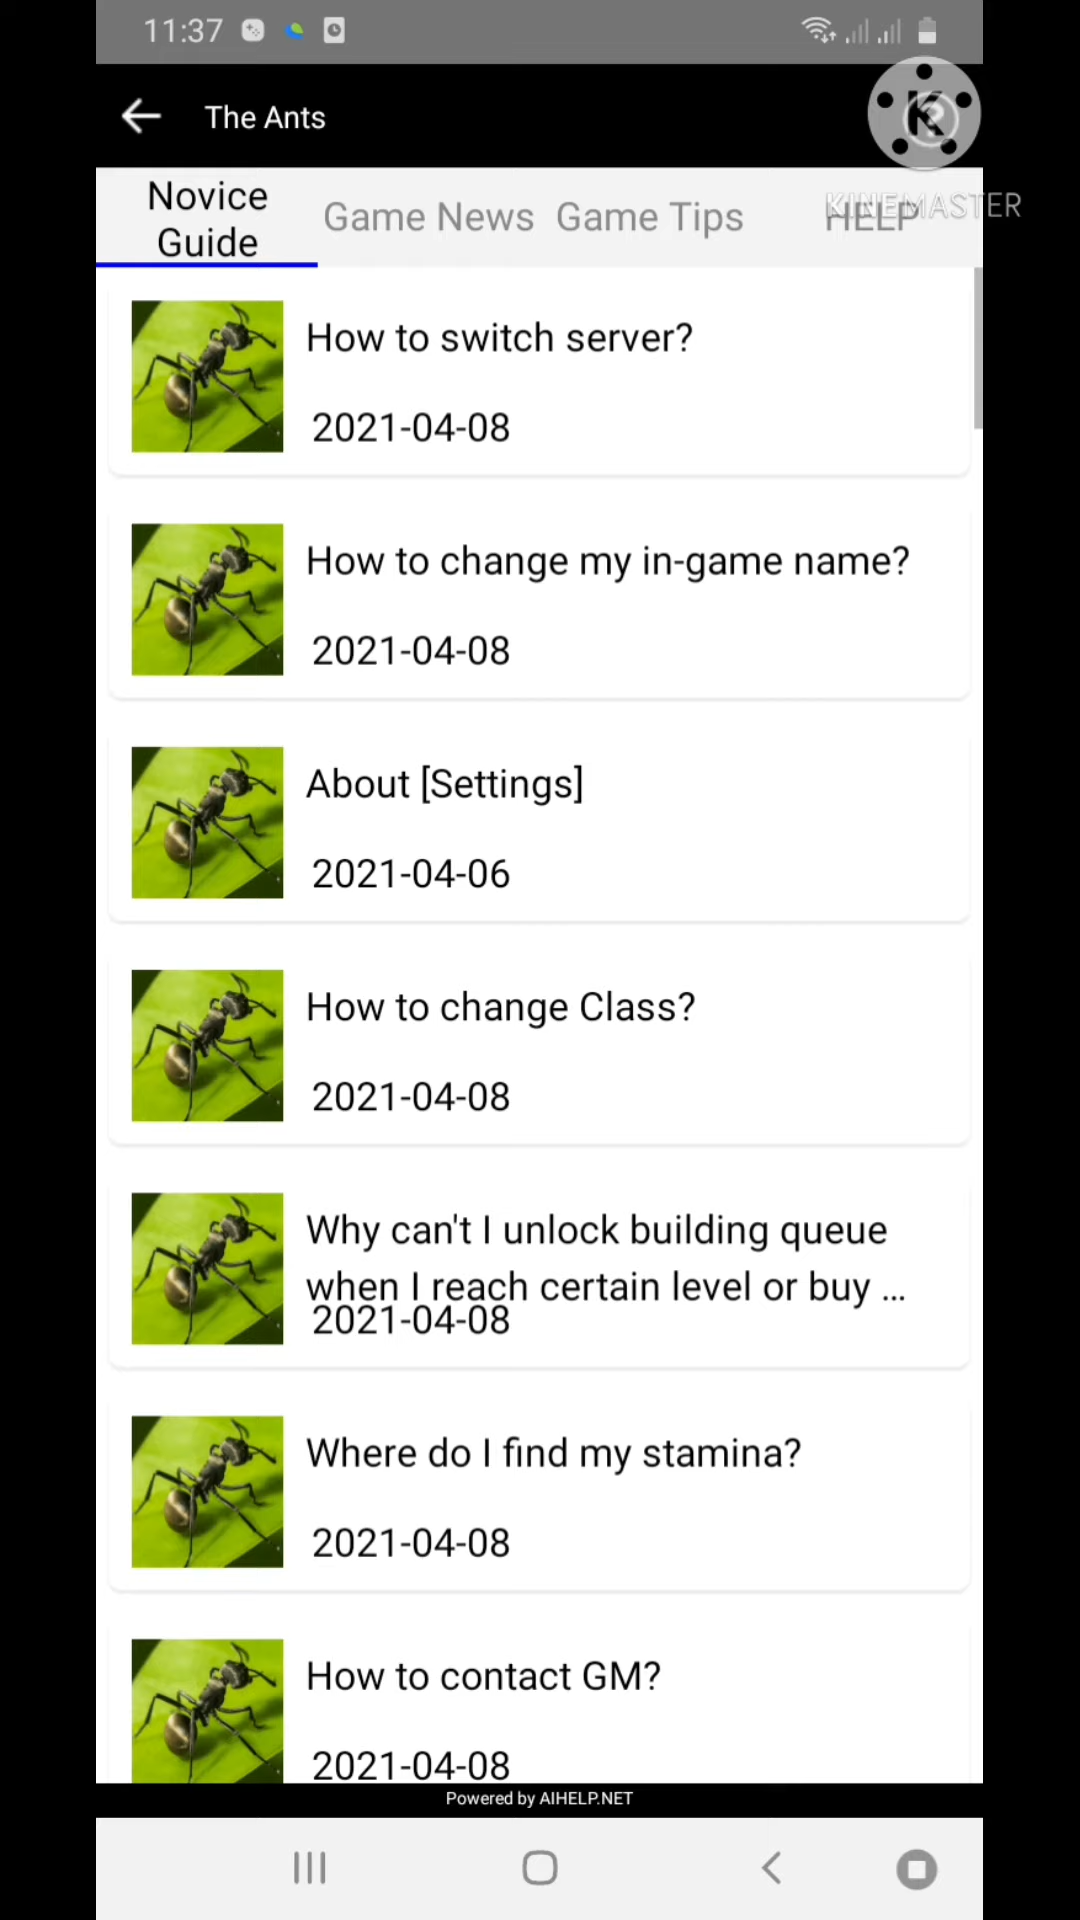 11:37
The Ants
K
KINEMASTER
Novice
Guide
Game News
Game Tips
HELP
How to switch server?
2021-04-08
How to change my in-game name?
2021-04-08
About [Settings]
2021-04-06
How to change Class?
2021-04-08
Why can't I unlock building queue
when I reach certain level or buy ...
2021-04-08
Where do I find my stamina?
2021-04-08
How to contact GM?
2021-04-08
Powered by AIHELP.NET